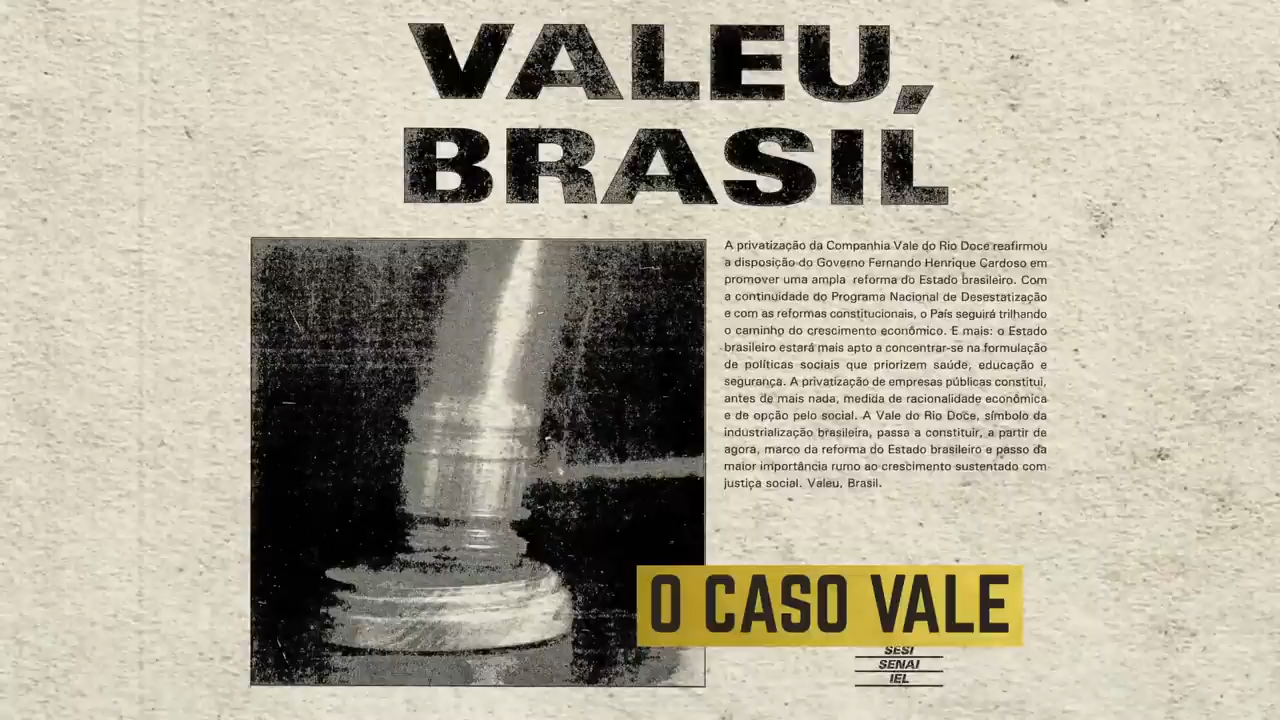 VALEU,
BRASIL
A privatização da Companhia Vale do Rio Doce reafirmou
a disposição do Governo Fernando Henrique Cardoso em
promover uma ampla reforma do Estado brasileiro. Com
a continuidade do Programa Nacional de Desestatização
e com as reformas constitucionais, o País seguirá trilhando
o caminho do crescimento econômico. E mais: o Estado
brasileiro estará mais apto a concentrar-se na formulação
de políticas sociais que priorizem saúde, educação e
segurança. A privatização de empresas públicas constitui,
antes de mais nada, medida de racionalidade econômica
e de opção pelo social. A Vale do Rio Doce, símbolo da
industrialização brasileira, passa a constituir, a partir de
agora, marco da reforma do Estado brasileiro e passo da
maior importância rumo ao crescimento sustentado com
justiça social. Valeu, Brasil.
O CASO VALE
SESI
SENAI
IEL